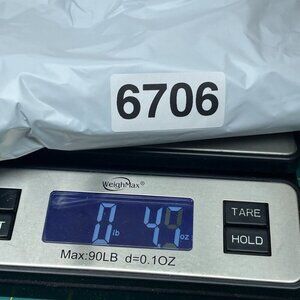 6706
WeighMax®
0 lb 4.9 oz
TARE
HOLD
T
Max:90LB d=0.1OZ